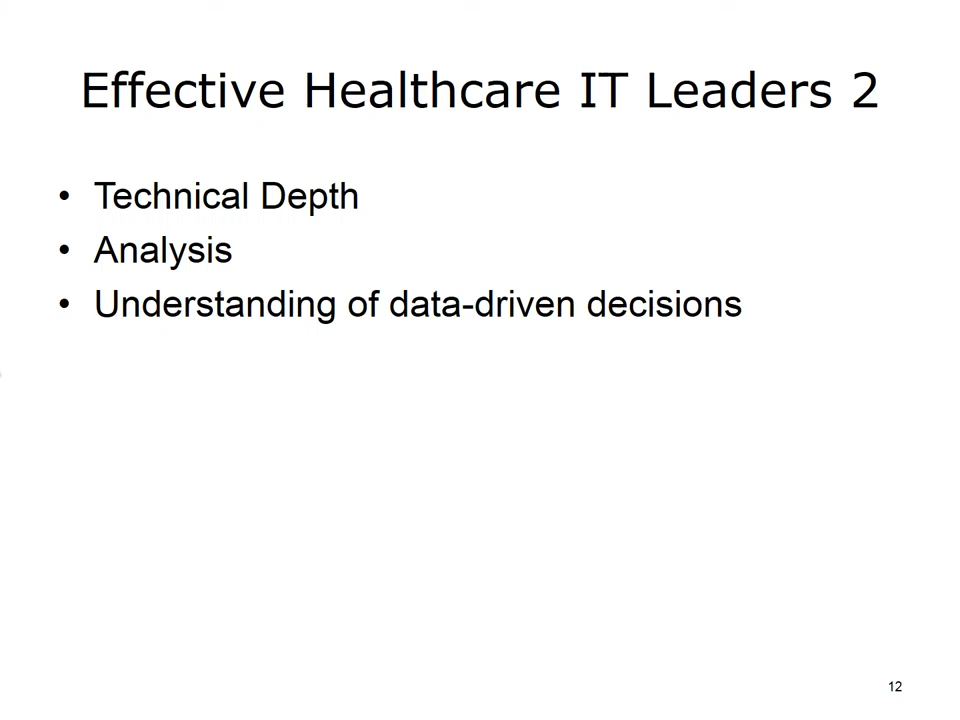 Effective Healthcare IT Leaders 2
• Technical Depth
• Analysis
• Understanding of data-driven decisions
12